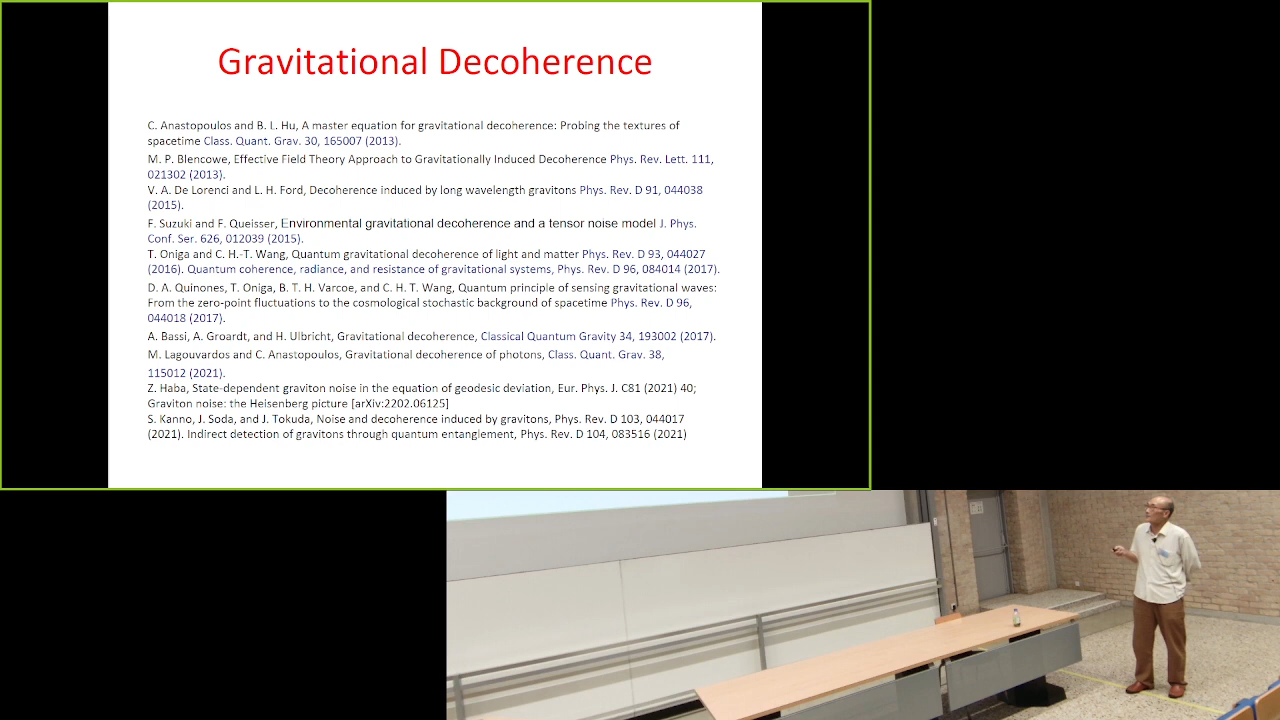 Gravitational Decoherence
C. Anastopoulos and B. L. Hu, A master equation for gravitational decoherence: Probing the textures of
spacetime Class. Quant. Grav. 30, 165007 (2013).
M. P. Blencowe, Effective Field Theory Approach to Gravitationally Induced Decoherence Phys. Rev. Lett. 111,
021302 (2013).
V. A. De Lorenci and L. H. Ford, Decoherence induced by long wavelength gravitons Phys. Rev. D 91, 044038
(2015).
F. Suzuki and F. Queisser, Environmental gravitational decoherence and a tensor noise model J. Phys.
Conf. Ser. 626, 012039 (2015).
T. Oniga and C. H.-T. Wang, Quantum gravitational decoherence of light and matter Phys. Rev. D 93, 044027
(2016). Quantum coherence, radiance, and resistance of gravitational systems, Phys. Rev. D 96, 084014 (2017).
D. A. Quinones, T. Oniga, B. T. H. Varcoe, and C. H. T. Wang, Quantum principle of sensing gravitational waves:
From the zero-point fluctuations to the cosmological stochastic background of spacetime Phys. Rev. D 96,
044018 (2017).
A. Bassi, A. Groardt, and H. Ulbricht, Gravitational decoherence, Classical Quantum Gravity 34, 193002 (2017).
M. Lagouvardos and C. Anastopoulos, Gravitational decoherence of photons, Class. Quant. Grav. 38,
115012 (2021).
Z. Haba, State-dependent graviton noise in the equation of geodesic deviation, Eur. Phys. J. C81 (2021) 40;
Graviton noise: the Heisenberg picture [arXiv:2202.06125]
S. Kanno, J. Soda, and J. Tokuda, Noise and decoherence induced by gravitons, Phys. Rev. D 103, 044017
(2021). Indirect detection of gravitons through quantum entanglement, Phys. Rev. D 104, 083516 (2021)